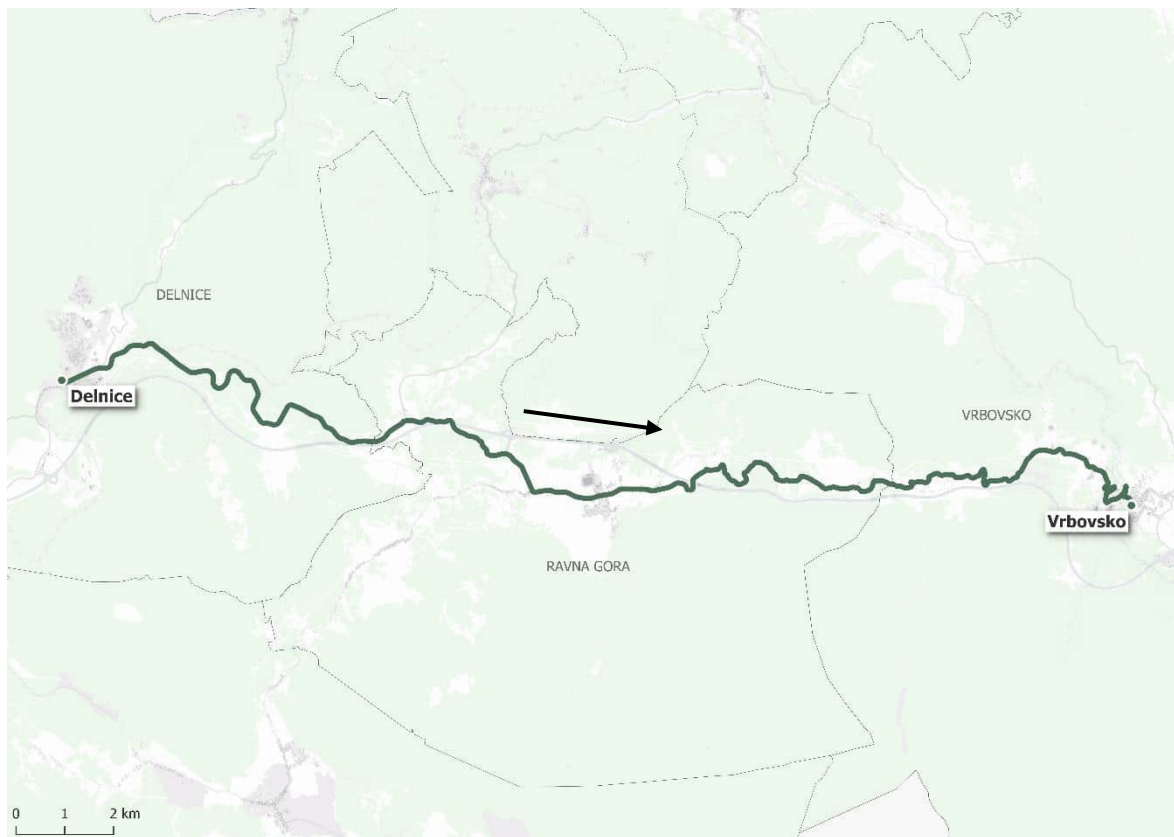 DELNICE
Delnice
VRBOVSKO
Vrbovsko
RAVNA GORA
0 1 2 km